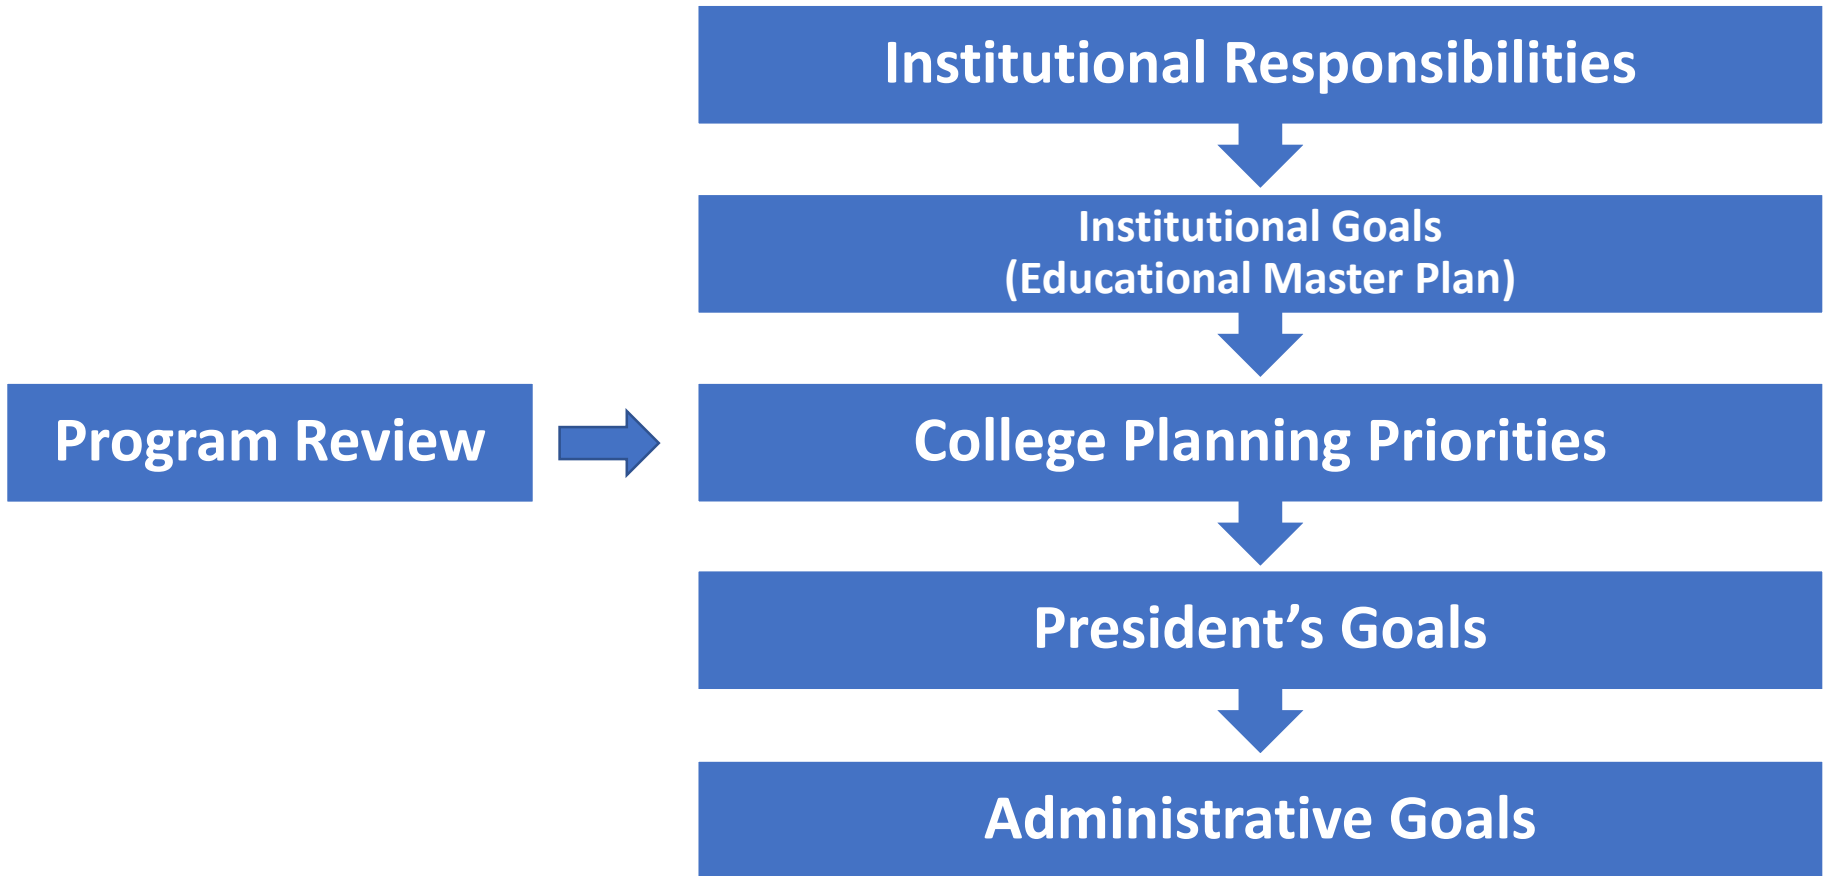 Institutional Responsibilities
Institutional Goals
(Educational Master Plan)
Program Review
College Planning Priorities
President’s Goals
Administrative Goals